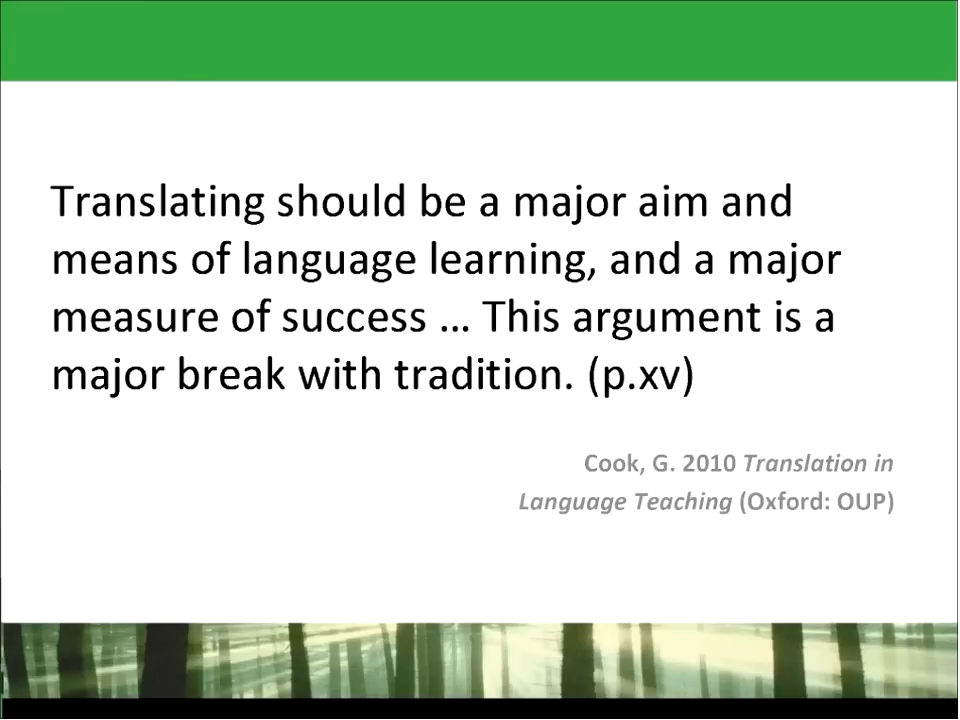 Translating should be a major aim and
means of language learning, and a major
measure of success … This argument is a
major break with tradition. (p.xv)
Cook, G. 2010 Translation in
Language Teaching (Oxford: OUP)